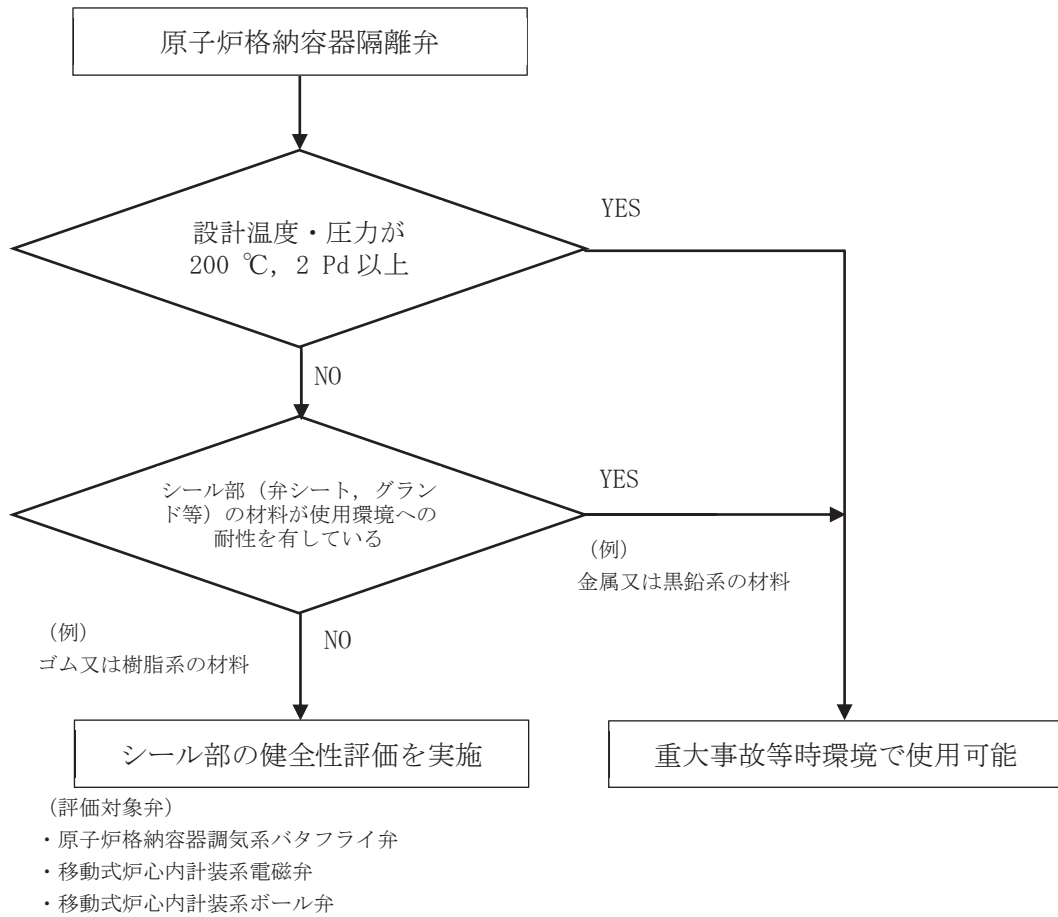 原子炉格納容器隔離弁
設計温度・圧力が
200 ℃, 2 Pd 以上
YES
NO
シール部（弁シート，グラン
ド等）の材料が使用環境への
耐性を有している
YES
（例）
金属又は黒鉛系の材料
（例）
ゴム又は樹脂系の材料
NO
シール部の健全性評価を実施
重大事故等時環境で使用可能
（評価対象弁）
・原子炉格納容器調気系バタフライ弁
・移動式炉心内計装系電磁弁
・移動式炉心内計装系ボール弁